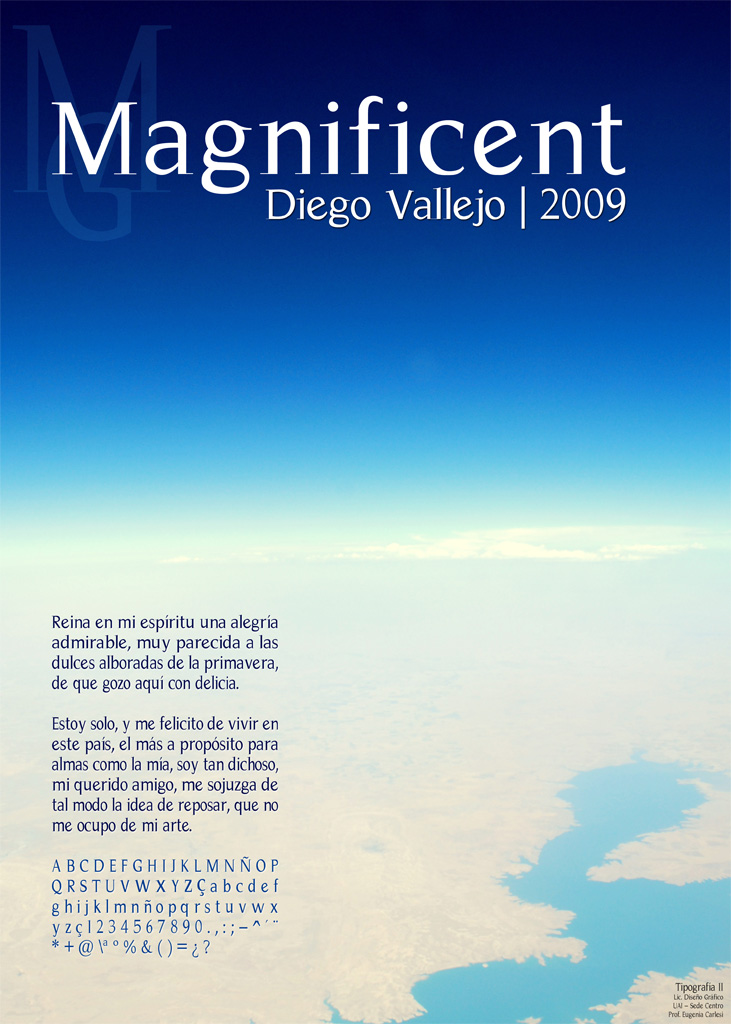 MG
Magnificent
Diego Vallejo | 2009
Reina en mi espíritu una alegría
admirable, muy parecida a las
dulces alboradas de la primavera,
de que gozo aquí con delicia.
Estoy solo, y me felicito de vivir en
este país, el más a propósito para
almas como la mía, soy tan dichoso,
mi querido amigo, me sojuzga de
tal modo la idea de reposar, que no
me ocupo de mi arte.
A B C D E F G H I J K L M N Ñ O P
Q R S T U V W X Y Z Ç a b c d e f
g h i j k l m n ñ o p q r s t u v w x
y z ç 1 2 3 4 5 6 7 8 9 0 . , : ; – ^ ´ ¨
* + @ \ ª º % & ( ) = ¿ ?
Tipografia II
Lic. Diseño Gráfico
UAI – Sede Centro
Prof. Eugenia Carlesi